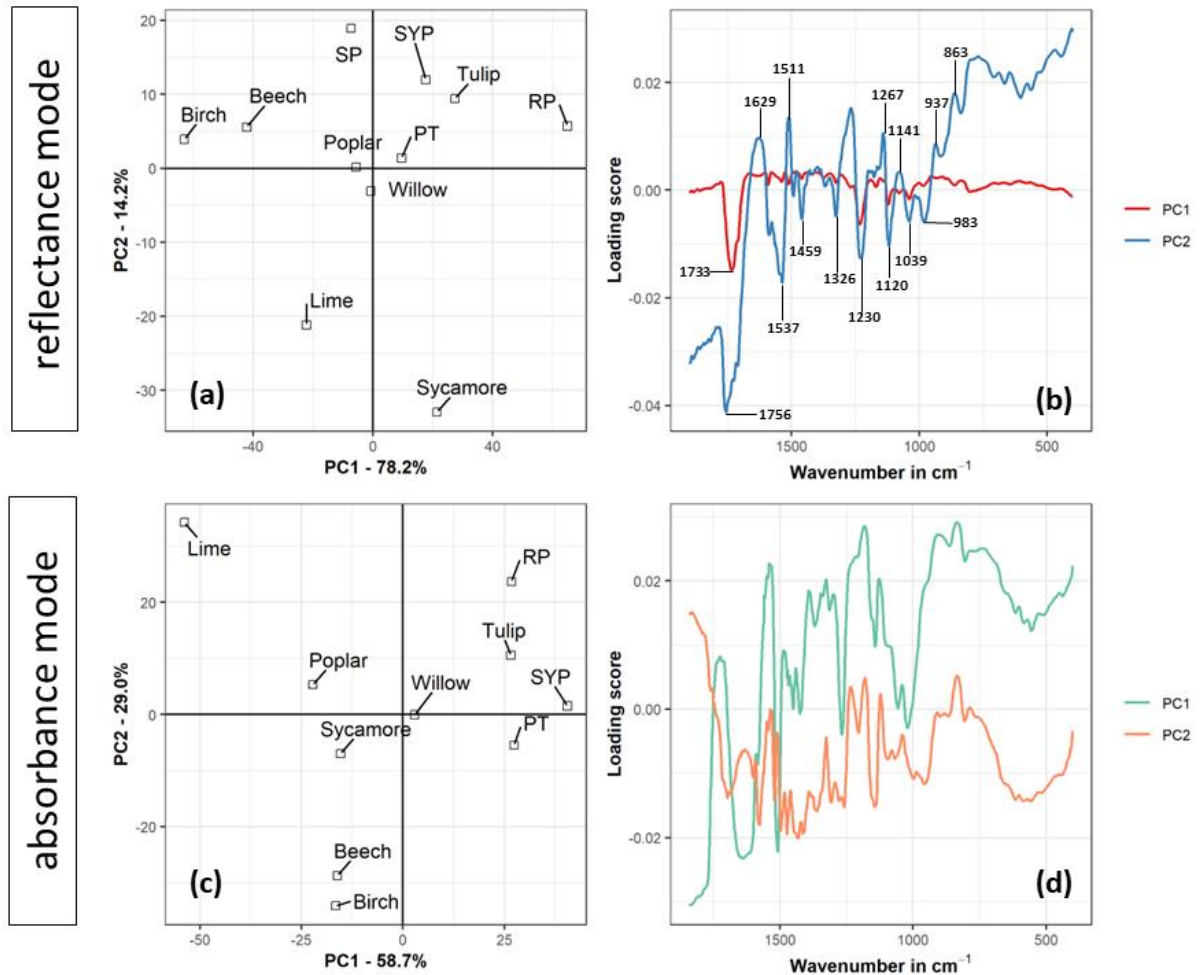 reflectance mode
20
10
0
-10
-20
-30
PC2 - 14.2%
SP
SYP
Tulip
RP
Birch
Beech
Poplar
PT
Willow
Lime
Sycamore
(a)
-40
0
40
PC1 - 78.2%
0.02
0.00
-0.02
-0.04
Loading score
1629
1511
1267
1141
937
863
1733
1756
1537
1459
1326
1230
1120
1039
983
(b)
1500
1000
500
Wavenumber in cm⁻¹
PC1
PC2
absorbance mode
20
0
-20
PC2 - 29.0%
Lime
RP
Tulip
Poplar
Willow
SYP
Sycamore
PT
Beech
Birch
(c)
-50
-25
0
25
PC1 - 58.7%
0.02
0.00
-0.02
Loading score
(d)
1500
1000
500
Wavenumber in cm⁻¹
PC1
PC2